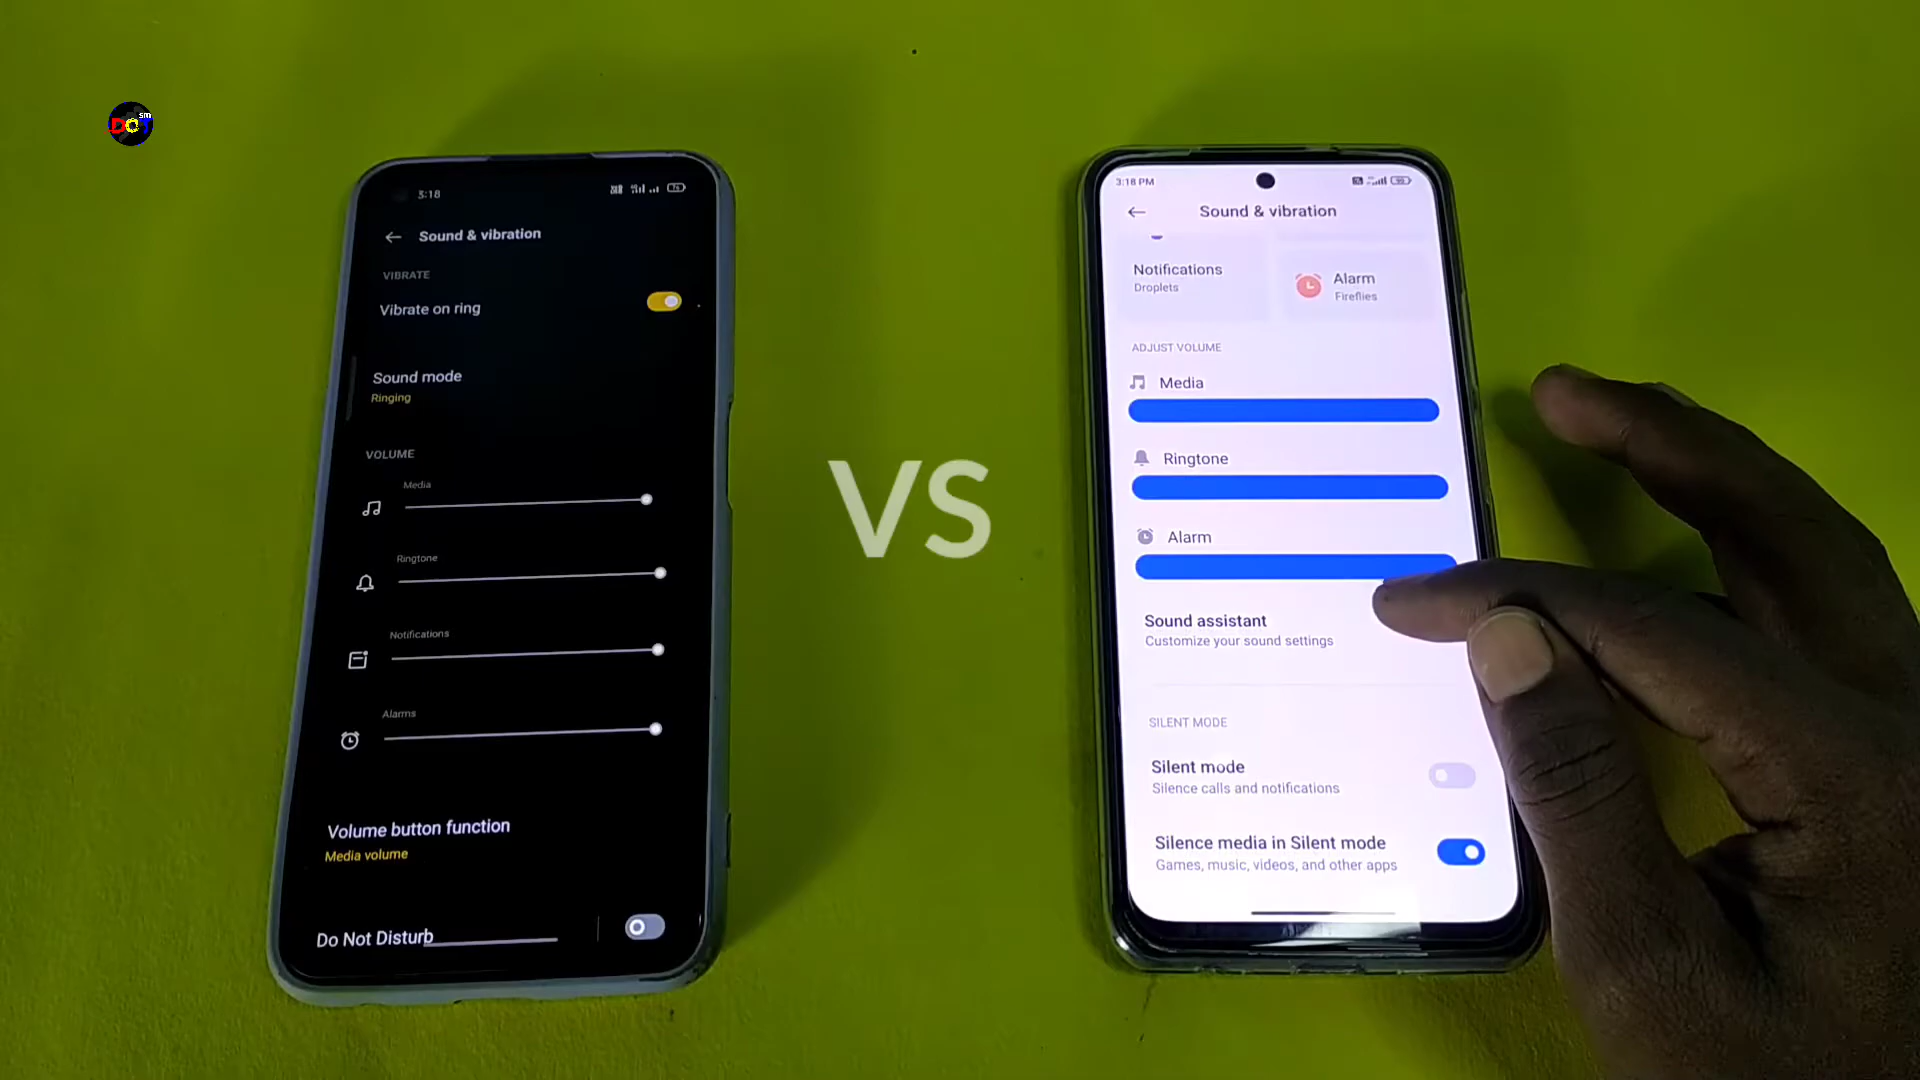 DOT
sm
3:18
Sound & vibration
VIBRATE
Vibrate on ring
Sound mode
Ringing
VOLUME
Media
Ringtone
Notifications
Alarms
Volume button function
Media volume
Do Not Disturb
VS
3:18 PM
Sound & vibration
Notifications
Droplets
Alarm
Fireflies
ADJUST VOLUME
Media
Ringtone
Alarm
Sound assistant
Customize your sound settings
SILENT MODE
Silent mode
Silence calls and notifications
Silence media in Silent mode
Games, music, videos, and other apps